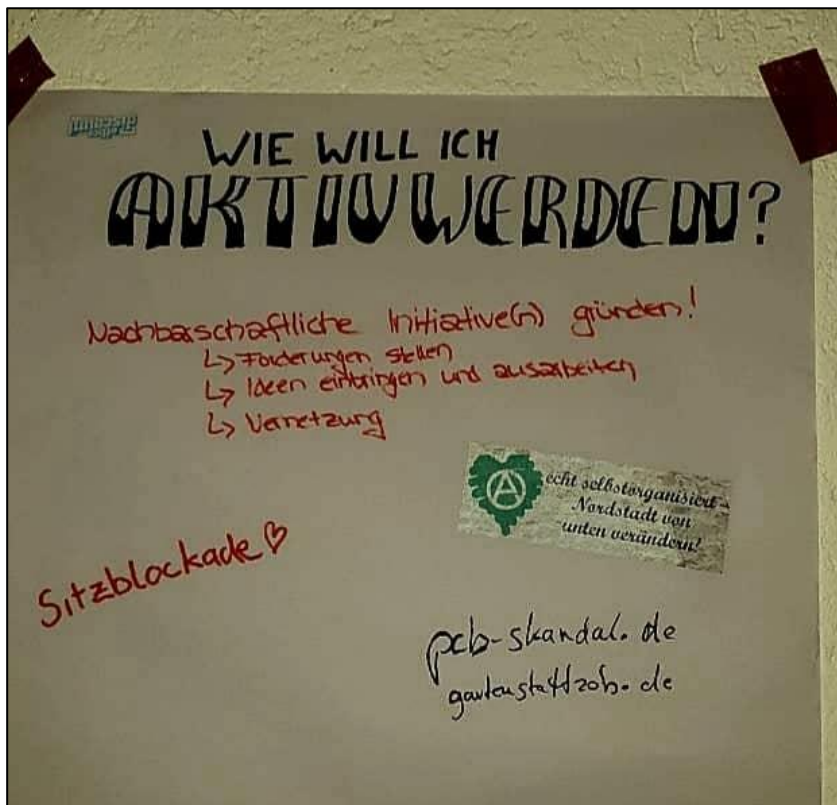 WIE WILL ICH
AKTIV WERDEN?
Nachbarschaftliche Initiative(n) gründen!
↳ Forderungen stellen
↳ Ideen einbringen und ausarbeiten
↳ Vernetzung
echt selbstorganisiert –
Nordstadt von
unten verändern!
Sitzblockade ♡
pcb-skandal.de
gartenstattzob.de